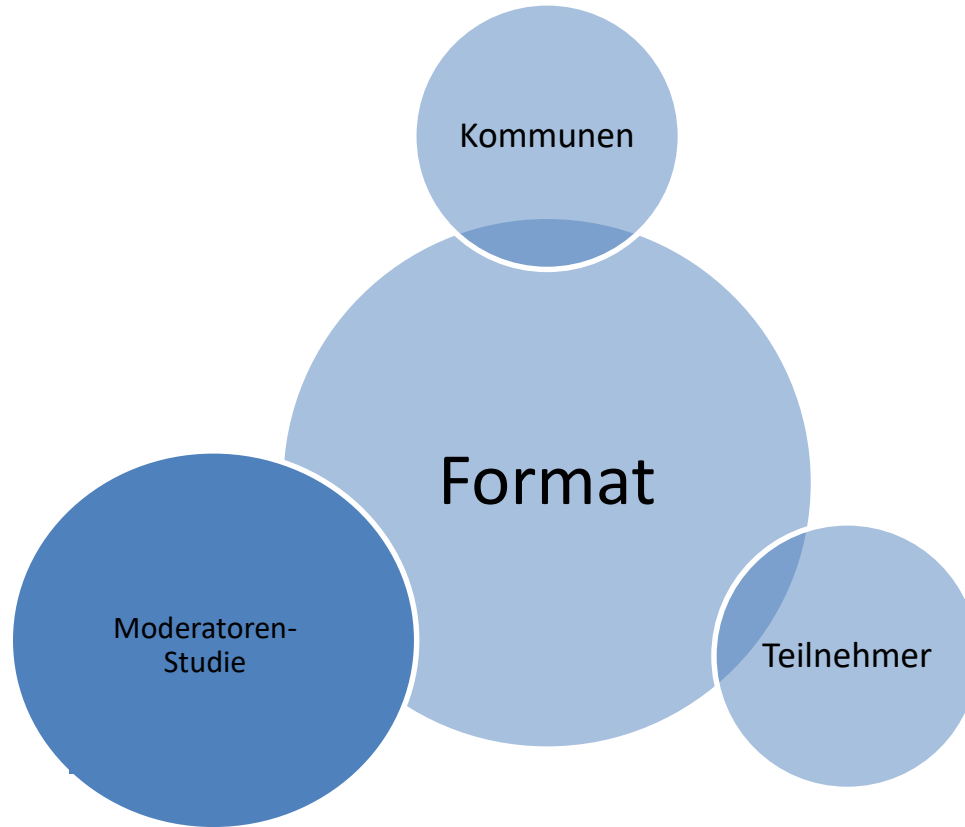 Kommunen
Format
Moderatoren-
Studie
Teilnehmer